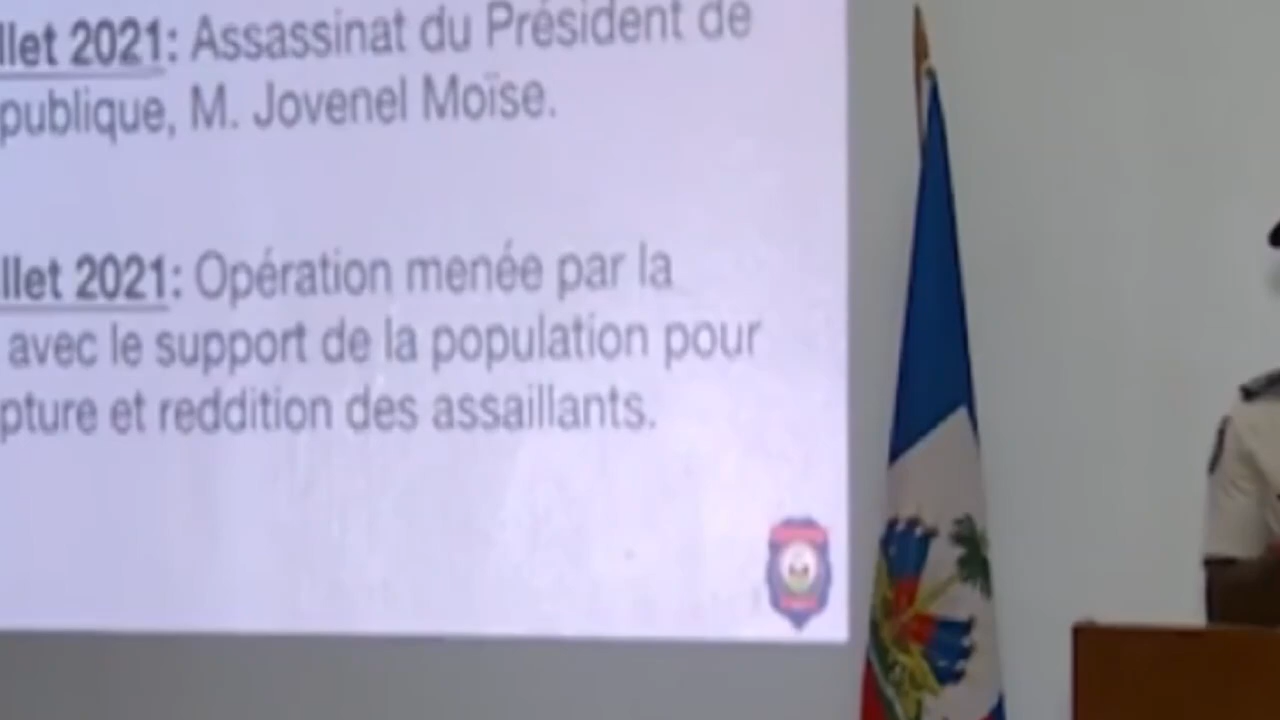 llet 2021: Assassinat du Président de
publique, M. Jovenel Moïse.
llet 2021: Opération menée par la
avec le support de la population pour
pture et reddition des assaillants.